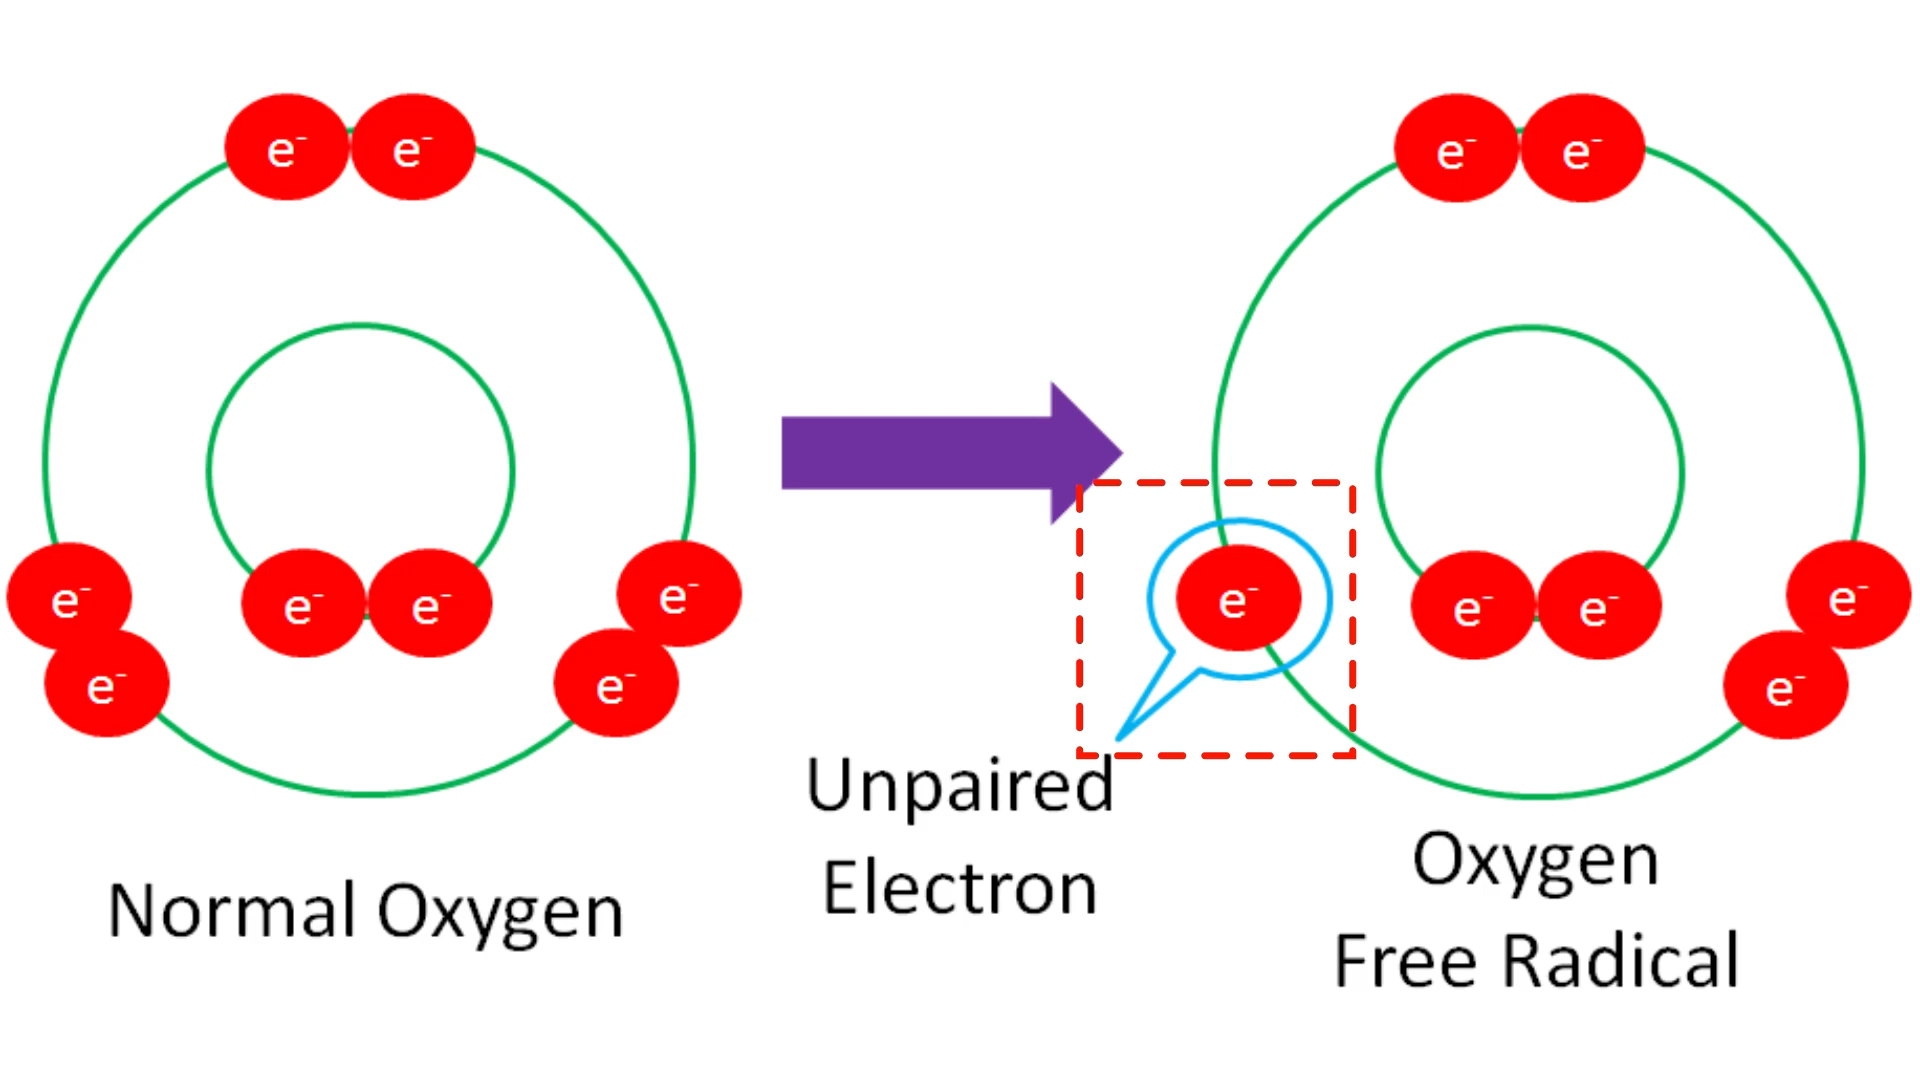 e⁻ e⁻
e⁻ e⁻
e⁻ e⁻
e⁻ e⁻
Normal Oxygen
Unpaired
Electron
e⁻ e⁻
e⁻
e⁻ e⁻
e⁻ e⁻
Oxygen
Free Radical